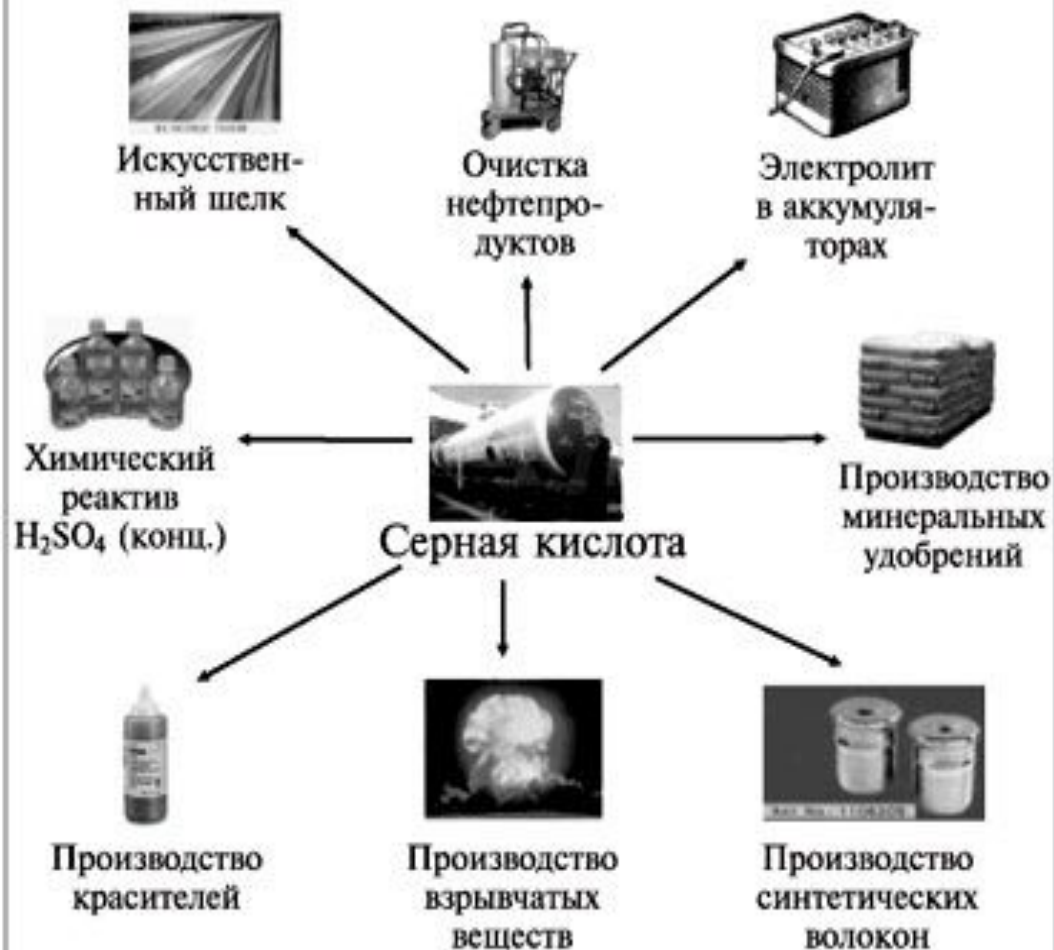 Искусствен-
ный шелк
Очистка
нефтепро-
дуктов
Электролит
в аккумуля-
торах
Химический
реактив
H₂SO₄ (конц.)
Серная кислота
Производство
минеральных
удобрений
Производство
красителей
Производство
взрывчатых
веществ
Производство
синтетических
волокон